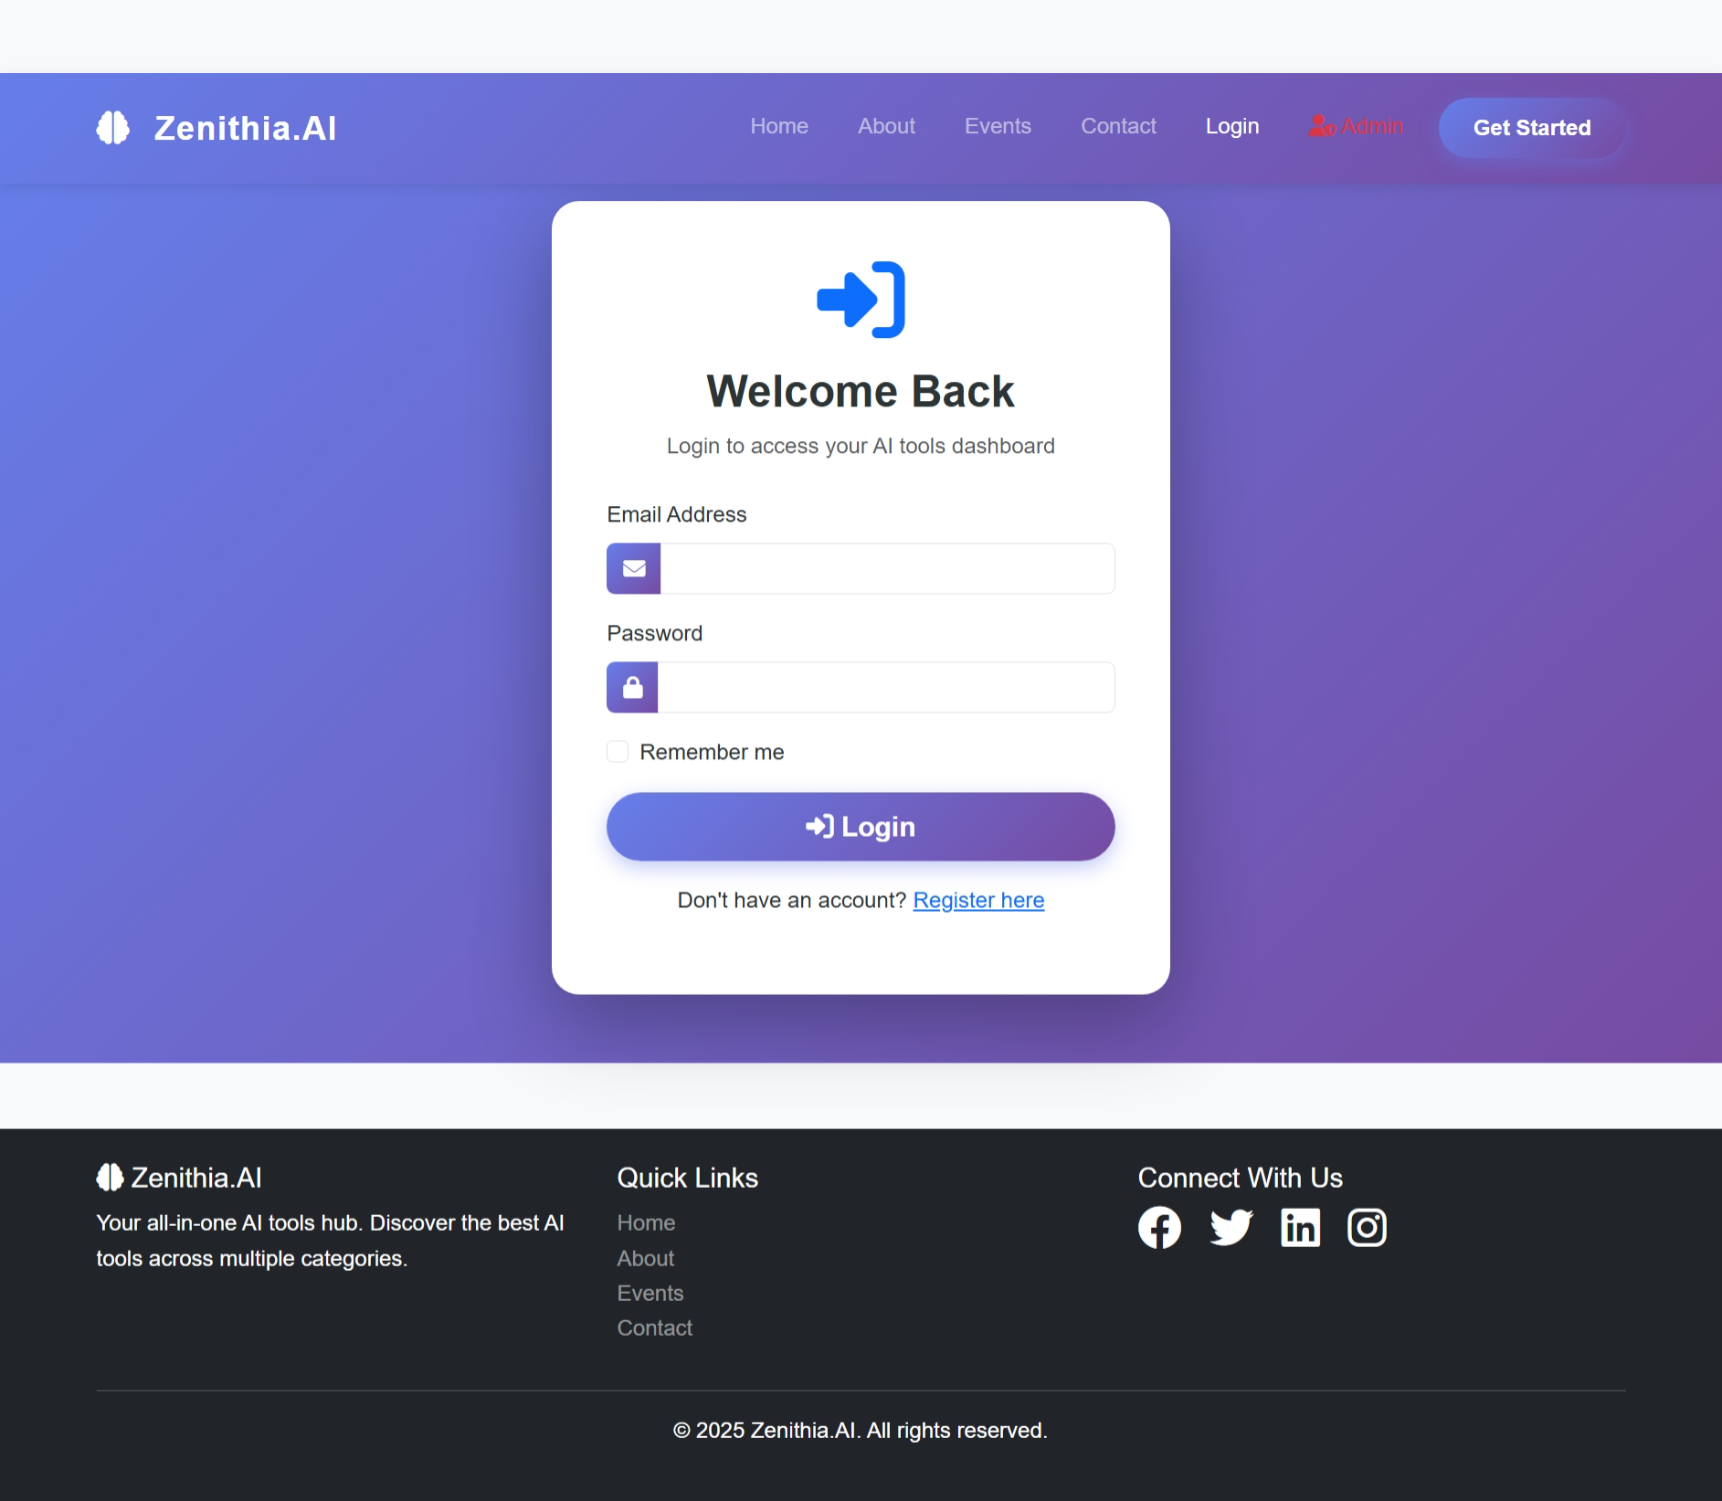 Zenithia.AI
Home
About
Events
Contact
Login
Admin
Get Started
Welcome Back
Login to access your AI tools dashboard
Email Address
Password
Remember me
Login
Don't have an account? Register here
Zenithia.AI
Your all-in-one AI tools hub. Discover the best AI
tools across multiple categories.
Quick Links
Home
About
Events
Contact
Connect With Us
© 2025 Zenithia.AI. All rights reserved.